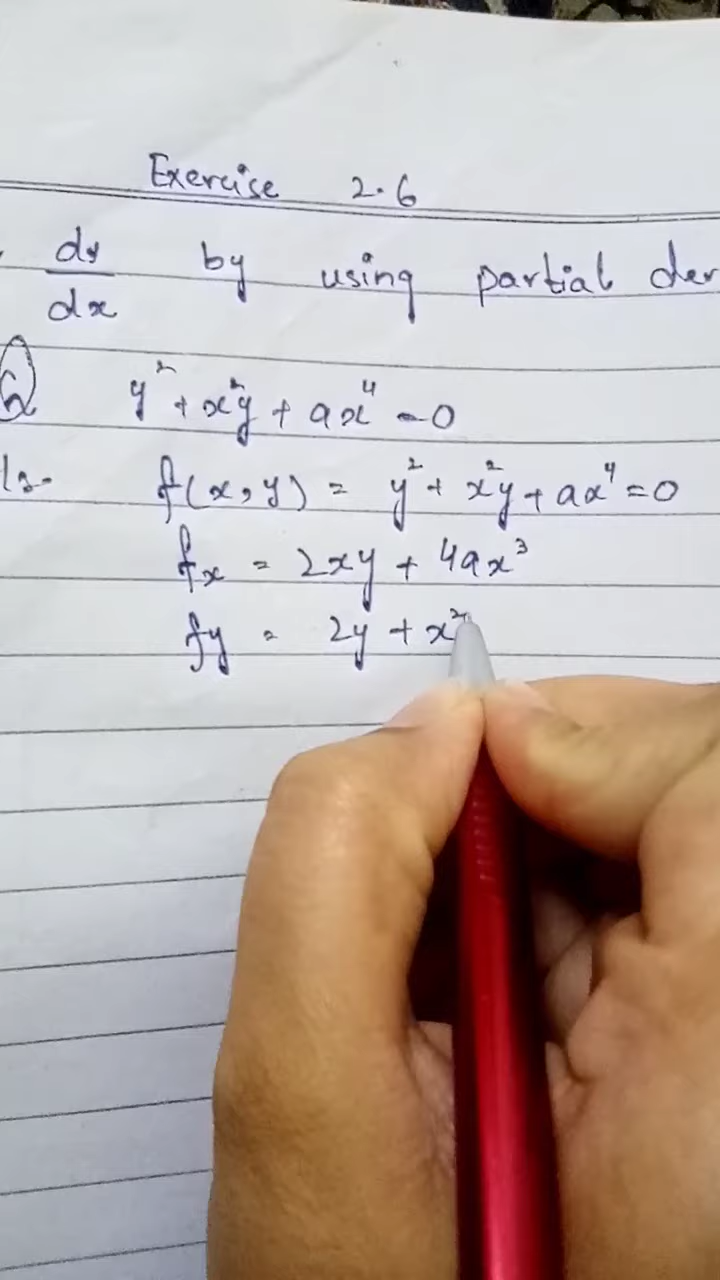 Exercise 2.6
dy/dx by using partial der
y² + x²y + ax⁴ = 0
f(x,y) = y² + x²y + ax⁴ = 0
fx = 2xy + 4ax³
fy = 2y + x²